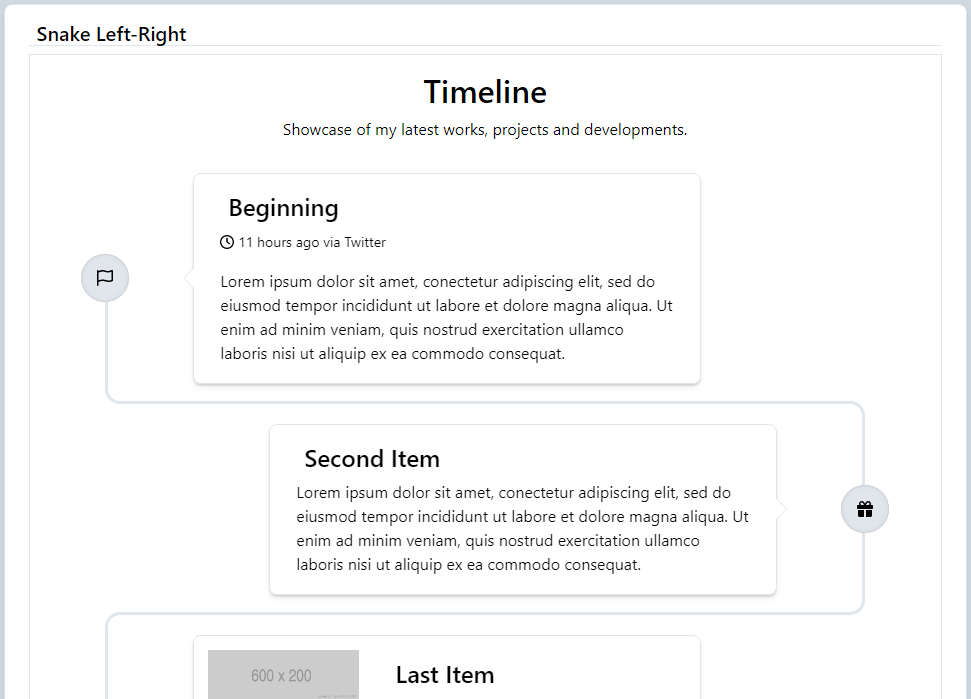 Snake Left-Right
Timeline
Showcase of my latest works, projects and developments.
Beginning
11 hours ago via Twitter
Lorem ipsum dolor sit amet, consectetur adipiscing elit, sed do
eiusmod tempor incididunt ut labore et dolore magna aliqua. Ut
enim ad minim veniam, quis nostrud exercitation ullamco
laboris nisi ut aliquip ex ea commodo consequat.
Second Item
Lorem ipsum dolor sit amet, consectetur adipiscing elit, sed do
eiusmod tempor incididunt ut labore et dolore magna aliqua. Ut
enim ad minim veniam, quis nostrud exercitation ullamco
laboris nisi ut aliquip ex ea commodo consequat.
600 x 200
Last Item